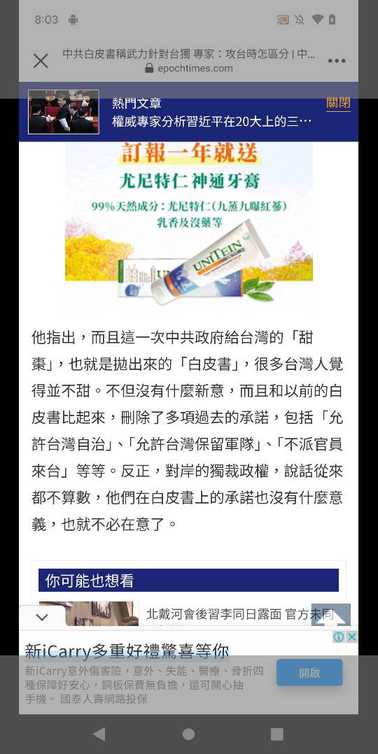 8:03
中共白皮書稱武力針對台獨 專家：攻台時怎區分 | 中...
epochtimes.com
熱門文章
關閉
權威專家分析習近平在20大上的三⋯
訂報一年就送
尤尼特仁 神通牙膏
99%天然成分：尤尼特仁（九蒸九曝紅蔘）
乳香及沒藥等
UNITEIN
他指出，而且這一次中共政府給台灣的「甜
棗」，也就是拋出來的「白皮書」，很多台灣人覺
得並不甜。不但沒有什麼新意，而且和以前的白
皮書比起來，刪除了多項過去的承諾，包括「允
許台灣自治」、「允許台灣保留軍隊」、「不派官員
來台」等等。反正，對岸的獨裁政權，說話從來
都不算數，他們在白皮書上的承諾也沒有什麼意
義，也就不必在意了。
你可能也想看
北戴河會後習李同日露面 官方未同
新iCarry多重好禮驚喜等你
新iCarry意外傷害險，意外、失能、醫療、骨折四
種保障好安心，銅板保費無負擔，還可開心抽
手機。 國泰人壽網路投保
開啟